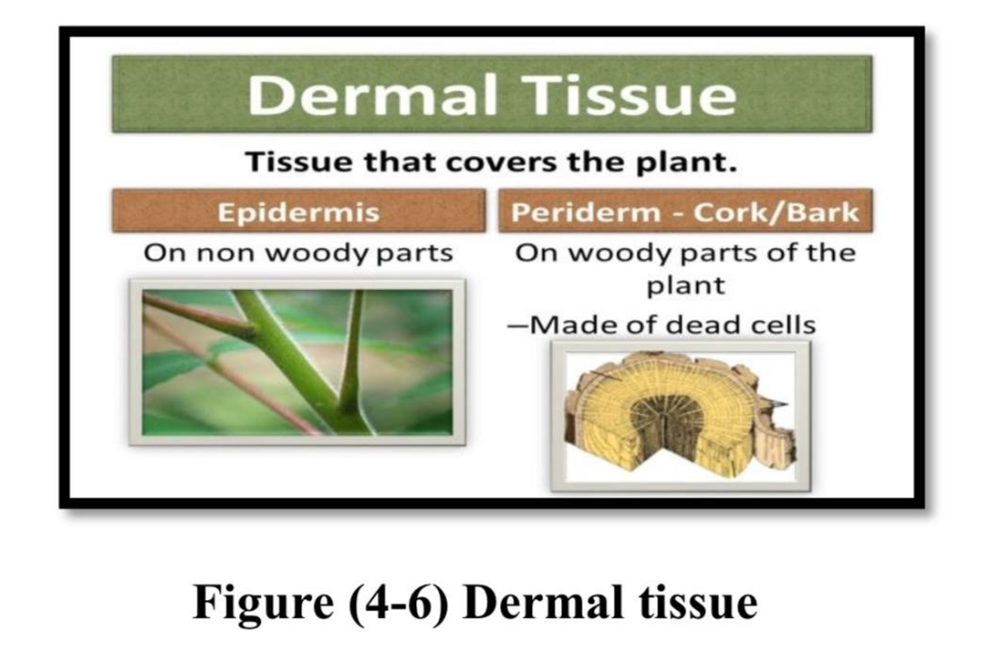 Dermal Tissue
Tissue that covers the plant.
Epidermis
On non woody parts
Periderm - Cork/Bark
On woody parts of the
plant
–Made of dead cells
Figure (4-6) Dermal tissue